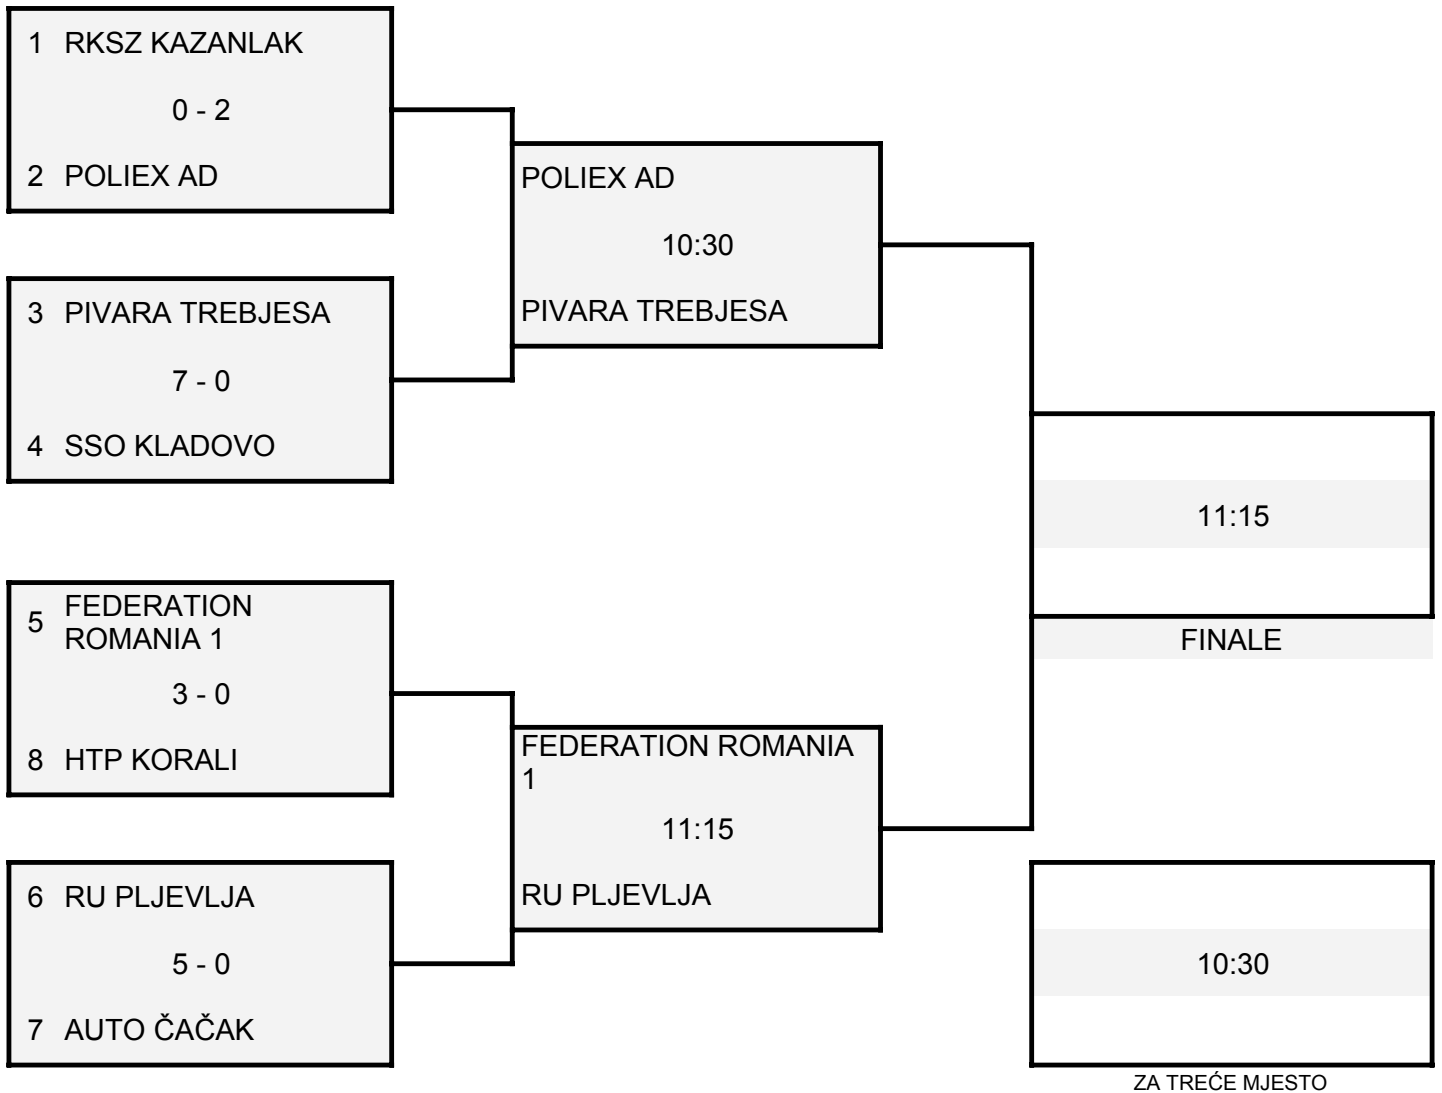 1 RKSZ KAZANLAK
0 - 2
2 POLIEX AD
3 PIVARA TREBJESA
7 - 0
4 SSO KLADOVO
5 FEDERATION
ROMANIA 1
3 - 0
8 HTP KORALI
6 RU PLJEVLJA
5 - 0
7 AUTO ČAČAK
POLIEX AD
10:30
PIVARA TREBJESA
FEDERATION ROMANIA
1
11:15
RU PLJEVLJA
11:15
FINALE
10:30
ZA TREĆE MJESTO